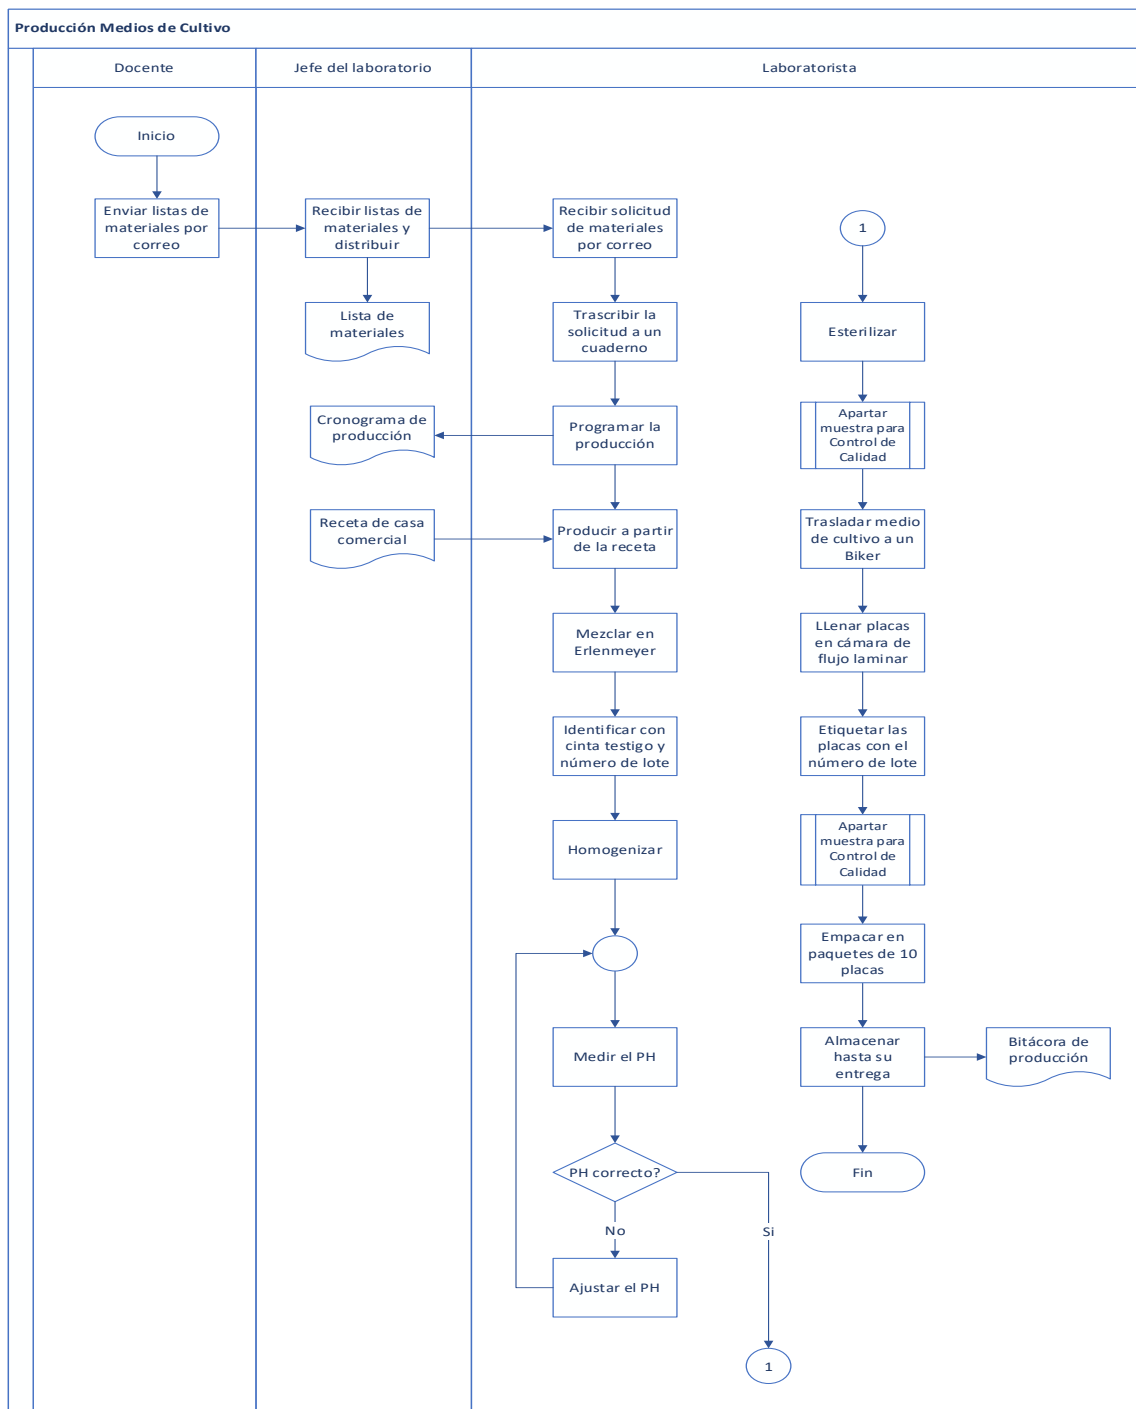 Producción Medios de Cultivo
Docente
Jefe del laboratorio
Laboratorista
Inicio
Enviar listas de
materiales por
correo
Recibir listas de
materiales y
distribuir
Lista de
materiales
Recibir solicitud
de materiales
por correo
Trascribir la
solicitud a un
cuaderno
Programar la
producción
Cronograma de
producción
Receta de casa
comercial
Producir a partir
de la receta
Mezclar en
Erlenmeyer
Identificar con
cinta testigo y
número de lote
Homogenizar
Medir el PH
PH correcto?
No
Si
Ajustar el PH
1
1
Esterilizar
Apartar
muestra para
Control de
Calidad
Trasladar medio
de cultivo a un
Biker
LLenar placas
en cámara de
flujo laminar
Etiquetar las
placas con el
número de lote
Apartar
muestra para
Control de
Calidad
Empacar en
paquetes de 10
placas
Almacenar
hasta su
entrega
Bitácora de
producción
Fin